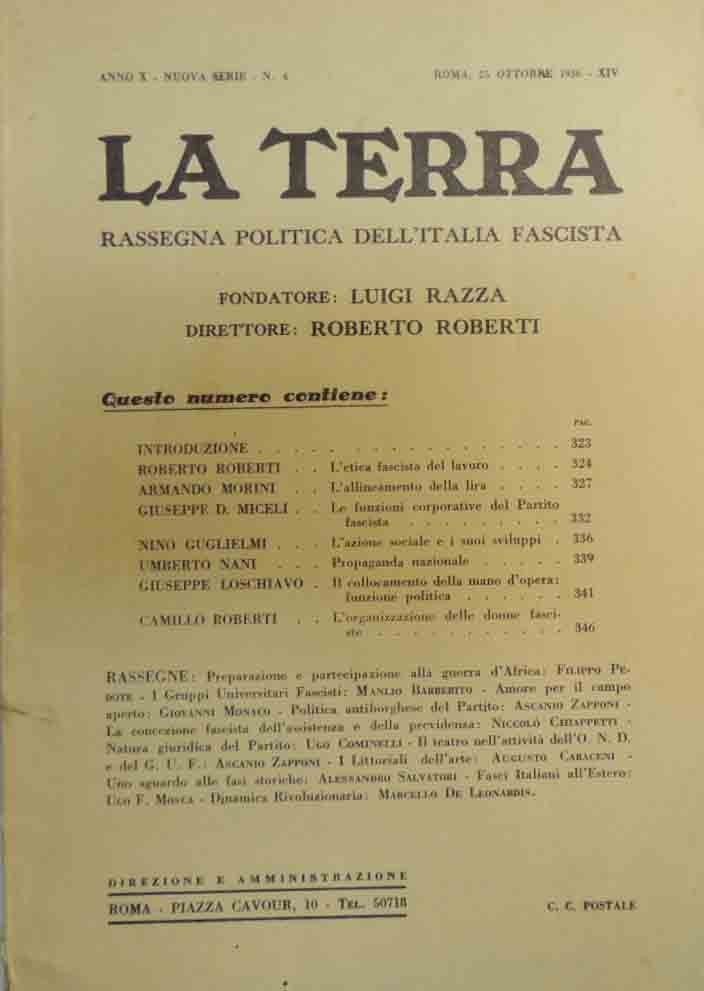 ANNO X - NUOVA SERIE - N. 4
ROMA, 25 OTTOBRE 1936 - XIV
LA TERRA
RASSEGNA POLITICA DELL'ITALIA FASCISTA
FONDATORE: LUIGI RAZZA
DIRETTORE: ROBERTO ROBERTI
Questo numero contiene:
PAG.
INTRODUZIONE . . . . . . . . . . . . . . . . . . 323
ROBERTO ROBERTI . . L'etica fascista del lavoro . . . . 324
ARMANDO MORINI . . L'allineamento della lira . . . . 327
GIUSEPPE D. MICELI . . Le funzioni corporative del Partito
fascista . . . . . . . . . 332
NINO GUGLIELMI . . . L'azione sociale e i suoi sviluppi . 336
UMBERTO NANI . . . Propaganda nazionale . . . . . 339
GIUSEPPE LOSCHIAVO . Il collocamento della mano d'opera:
funzione politica . . . . . . 341
CAMILLO ROBERTI . . L'organizzazione delle donne fasci-
ste . . . . . . . . . . . 346
RASSEGNE: Preparazione e partecipazione alla guerra d'Africa: FILIPPO PE-
DOTE - I Gruppi Universitari Fascisti: MANLIO BARBERITO - Amore per il campo
aperto: GIOVANNI MONACO - Politica antiborghese del Partito: ASCANIO ZAPPONI -
La concezione fascista dell'assistenza e della previdenza: NICCOLÒ CHIAPPETTI -
Natura giuridica del Partito: UGO COMINELLI - Il teatro nell'attività dell'O. N. D.
e del G. U. F.: ASCANIO ZAPPONI - I Littoriali dell'arte: AUGUSTO CARACENI -
Uno sguardo alle fasi storiche: ALESSANDRO SALVATORI - Fasci Italiani all'Estero:
UGO F. MOSCA - Dinamica Rivoluzionaria: MARCELLO DE LEONARDIS.
DIREZIONE E AMMINISTRAZIONE
ROMA - PIAZZA CAVOUR, 10 - TEL. 50718
C. C. POSTALE